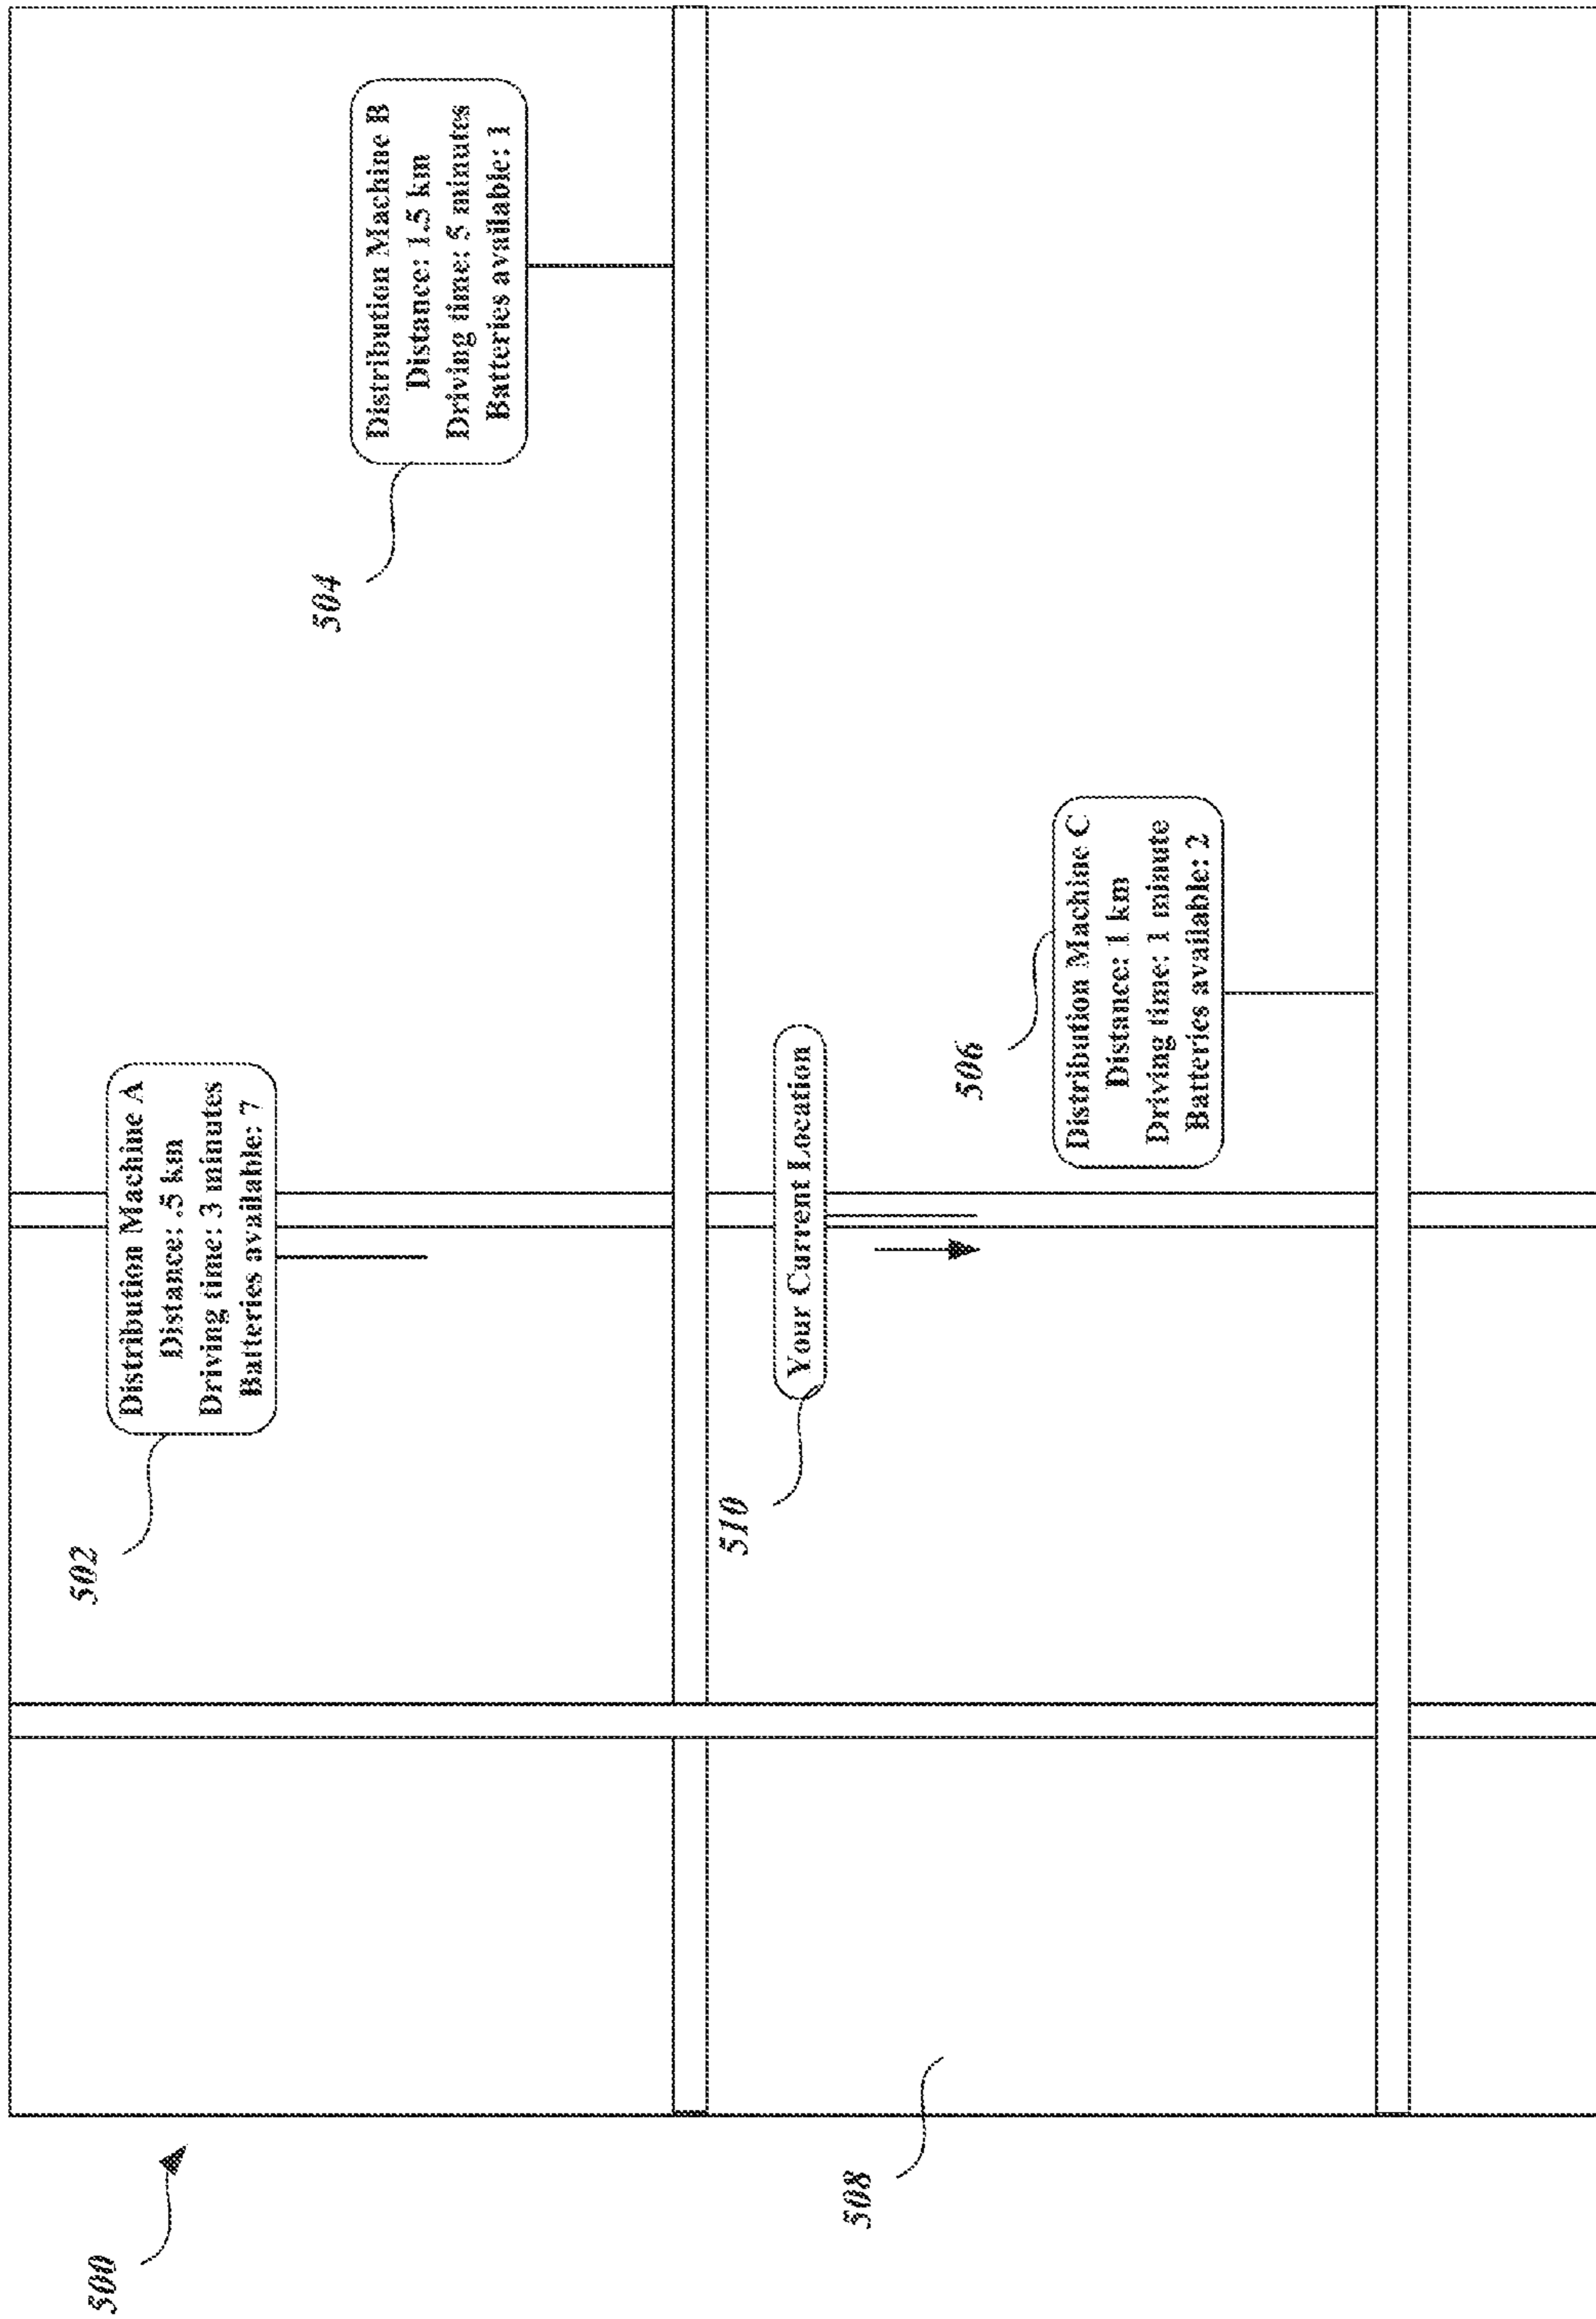 500
502
Distribution Machine A
Distance: .5 km
Driving time: 3 minutes
Batteries available: 7
504
Distribution Machine B
Distance: 1.5 km
Driving time: 5 minutes
Batteries available: 1
510
Your Current Location
508
506
Distribution Machine C
Distance: 1 km
Driving time: 1 minute
Batteries available: 2